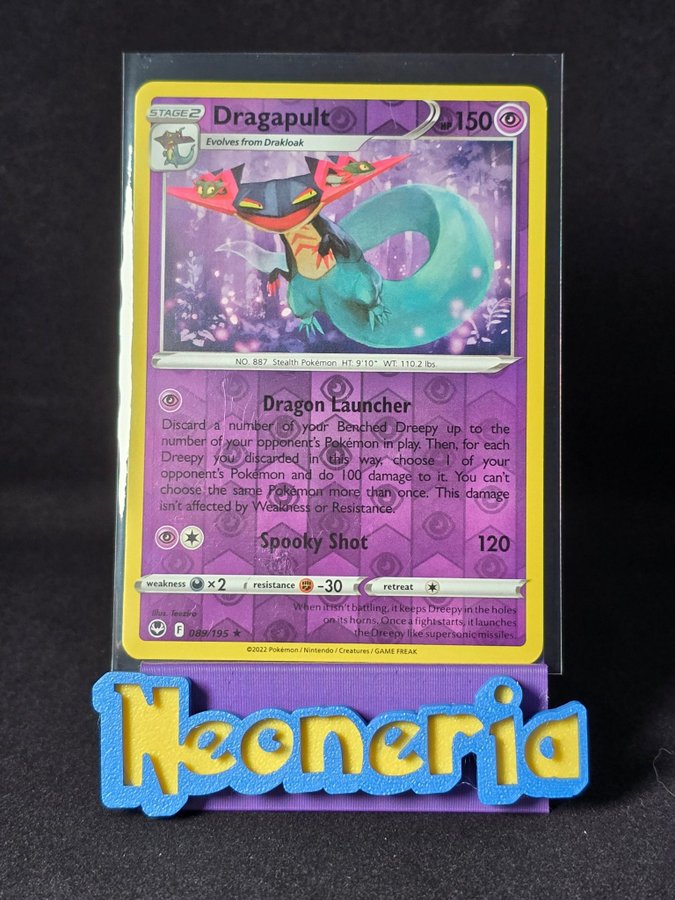 STAGE 2 Dragapult HP 150
Evolves from Drakloak
NO. 887 Stealth Pokémon HT: 9'10" WT: 110.2 lbs.
Dragon Launcher
Discard a number of your Benched Dreepy up to the
number of your opponent's Pokémon in play. Then, for each
Dreepy you discarded in this way, choose 1 of your
opponent's Pokémon and do 100 damage to it. You can't
choose the same Pokémon more than once. This damage
isn't affected by Weakness or Resistance.
Spooky Shot 120
weakness ×2 resistance -30 retreat
Illus. Teeziro
When it isn't battling, it keeps Dreepy in the holes
on its horns. Once a fight starts, it launches
the Dreepy like supersonic missiles.
F 089/195 ★
©2022 Pokémon / Nintendo / Creatures / GAME FREAK
Neoneria